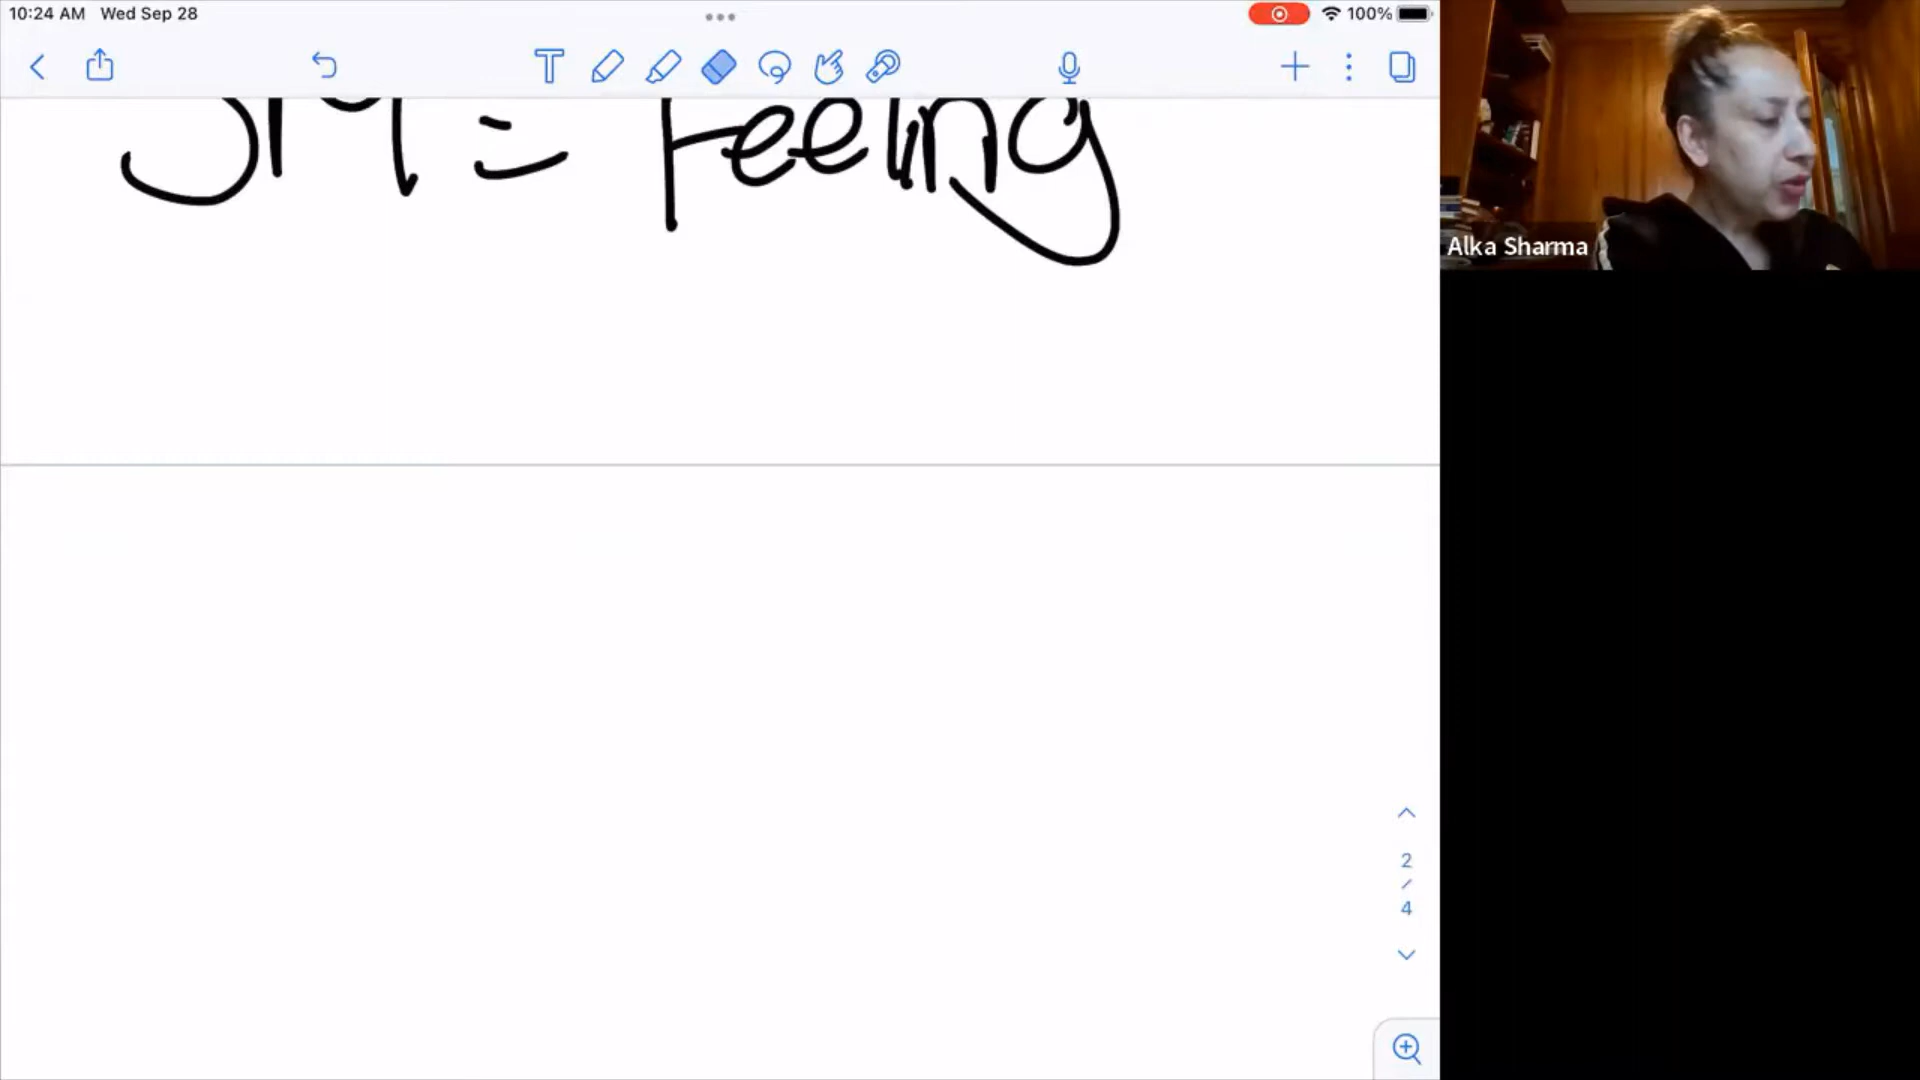 10:24 AM Wed Sep 28
100%
T
= Feeling
Alka Sharma
2
/
4